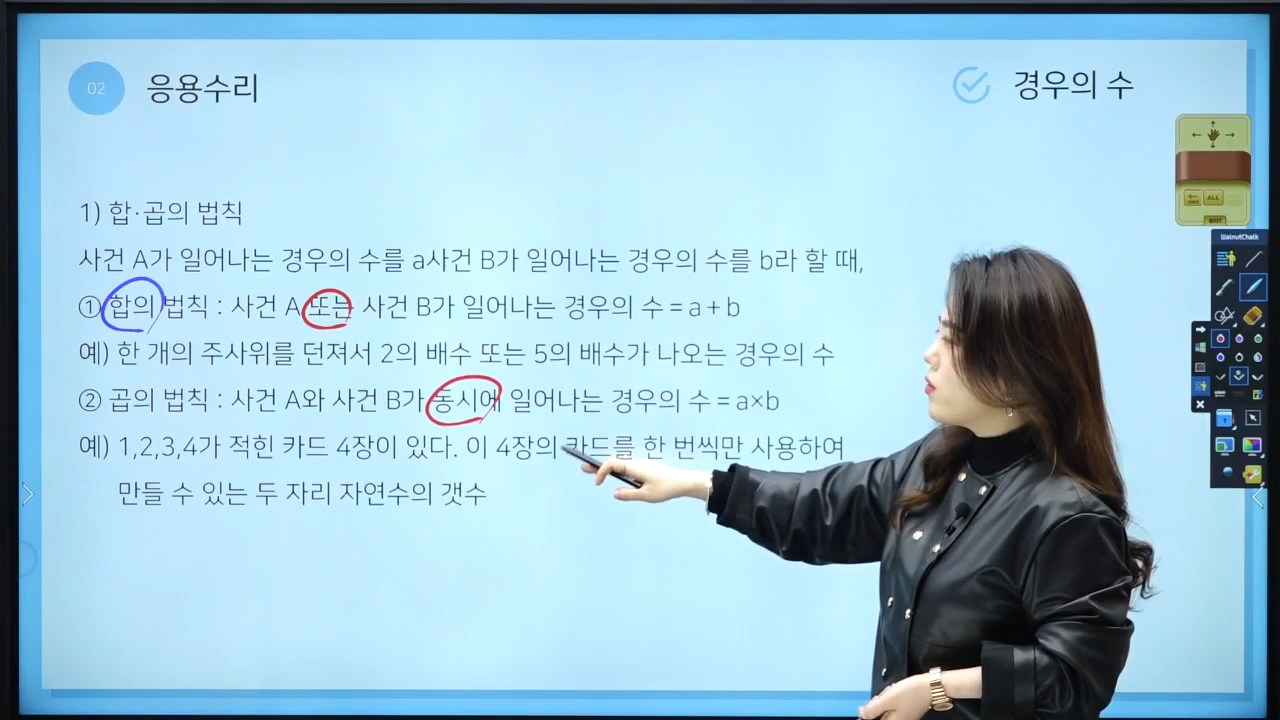 02
응용수리
경우의 수
1) 합·곱의 법칙
사건 A가 일어나는 경우의 수를 a사건 B가 일어나는 경우의 수를 b라 할 때,
① 합의 법칙 : 사건 A 또는 사건 B가 일어나는 경우의 수 = a + b
예) 한 개의 주사위를 던져서 2의 배수 또는 5의 배수가 나오는 경우의 수
② 곱의 법칙 : 사건 A와 사건 B가 동시에 일어나는 경우의 수 = a×b
예) 1,2,3,4가 적힌 카드 4장이 있다. 이 4장의 카드를 한 번씩만 사용하여
만들 수 있는 두 자리 자연수의 갯수
ALL
WalnutChalk